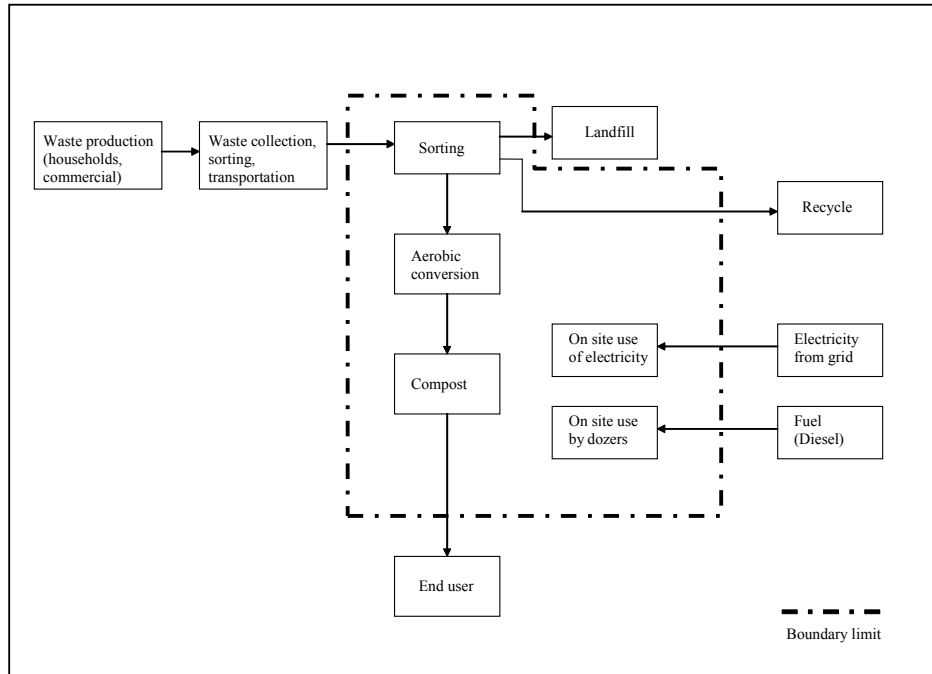 Waste production
(households,
commercial)
Waste collection,
sorting,
transportation
Sorting
Landfill
Recycle
Aerobic
conversion
On site use
of electricity
Electricity
from grid
Compost
On site use
by dozers
Fuel
(Diesel)
End user
Boundary limit